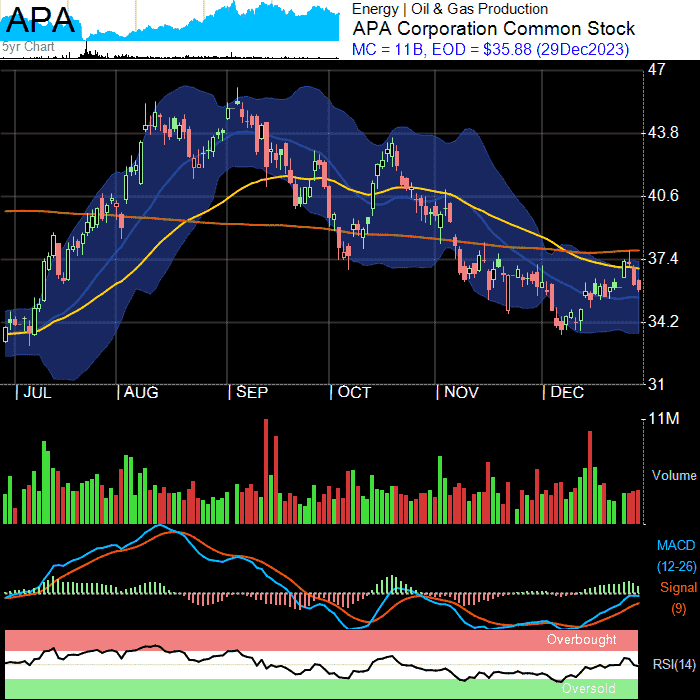 APA
5yr Chart
Energy | Oil & Gas Production
APA Corporation Common Stock
MC = 11B, EOD = $35.88 (29Dec2023)
47
43.8
40.6
37.4
34.2
31
| JUL | AUG | SEP | OCT | NOV | DEC
11M
Volume
MACD
(12-26)
Signal
(9)
Overbought
RSI(14)
Oversold